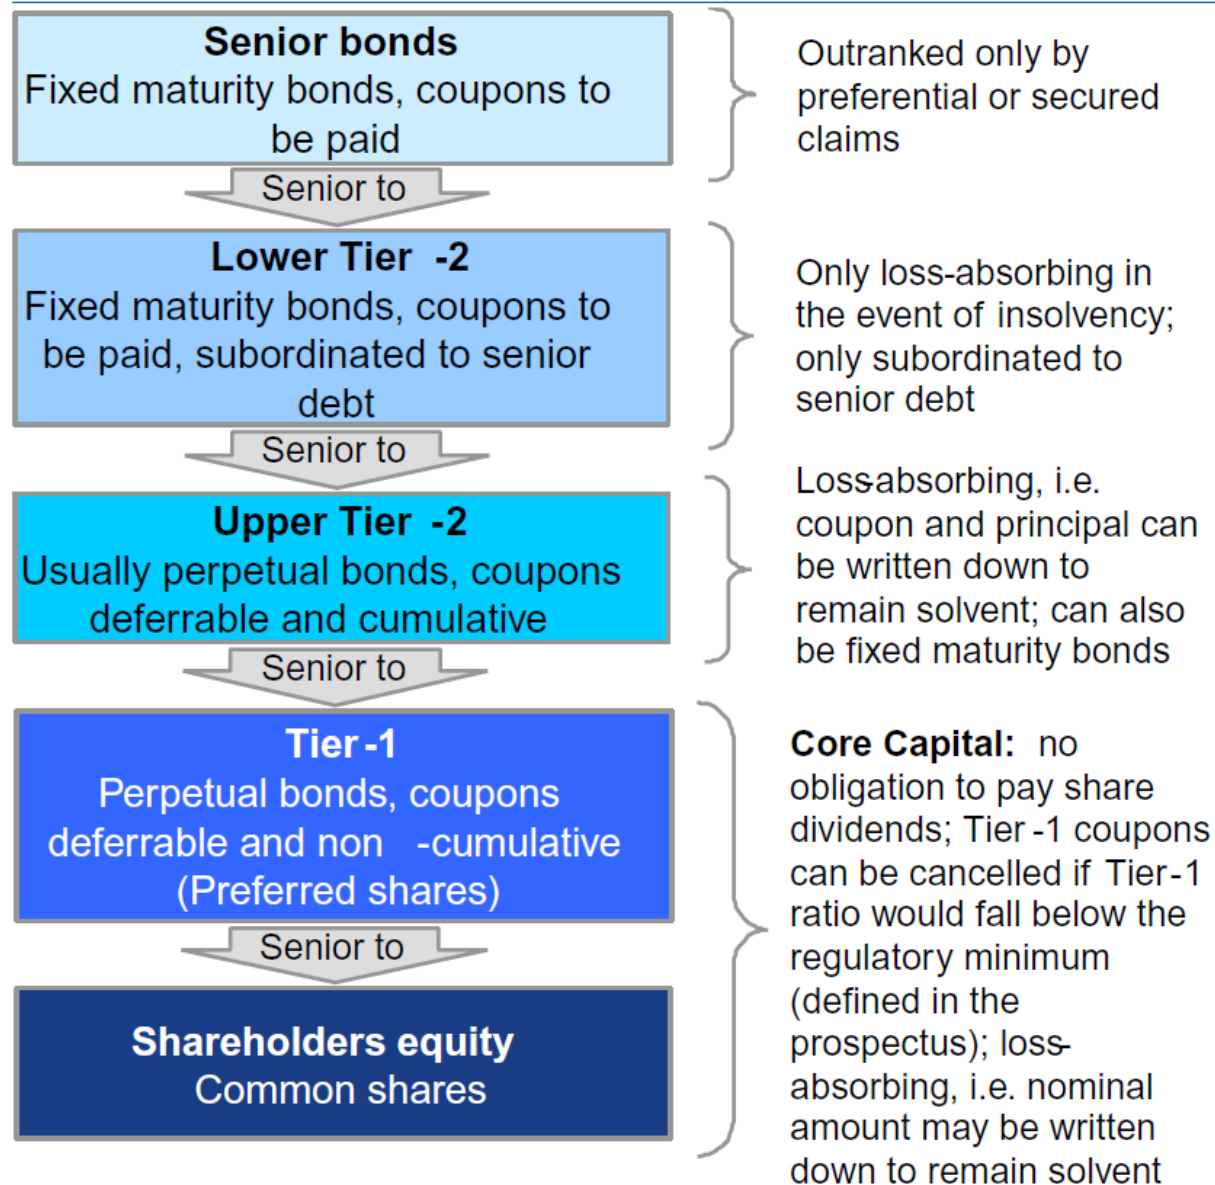 Senior bonds
Fixed maturity bonds, coupons to
be paid
Outranked only by
preferential or secured
claims
Senior to
Lower Tier -2
Fixed maturity bonds, coupons to
be paid, subordinated to senior
debt
Only loss-absorbing in
the event of insolvency;
only subordinated to
senior debt
Senior to
Upper Tier -2
Usually perpetual bonds, coupons
deferrable and cumulative
Loss-absorbing, i.e.
coupon and principal can
be written down to
remain solvent; can also
be fixed maturity bonds
Senior to
Tier-1
Perpetual bonds, coupons
deferrable and non -cumulative
(Preferred shares)
Senior to
Shareholders equity
Common shares
Core Capital: no
obligation to pay share
dividends; Tier-1 coupons
can be cancelled if Tier-1
ratio would fall below the
regulatory minimum
(defined in the
prospectus); loss-
absorbing, i.e. nominal
amount may be written
down to remain solvent